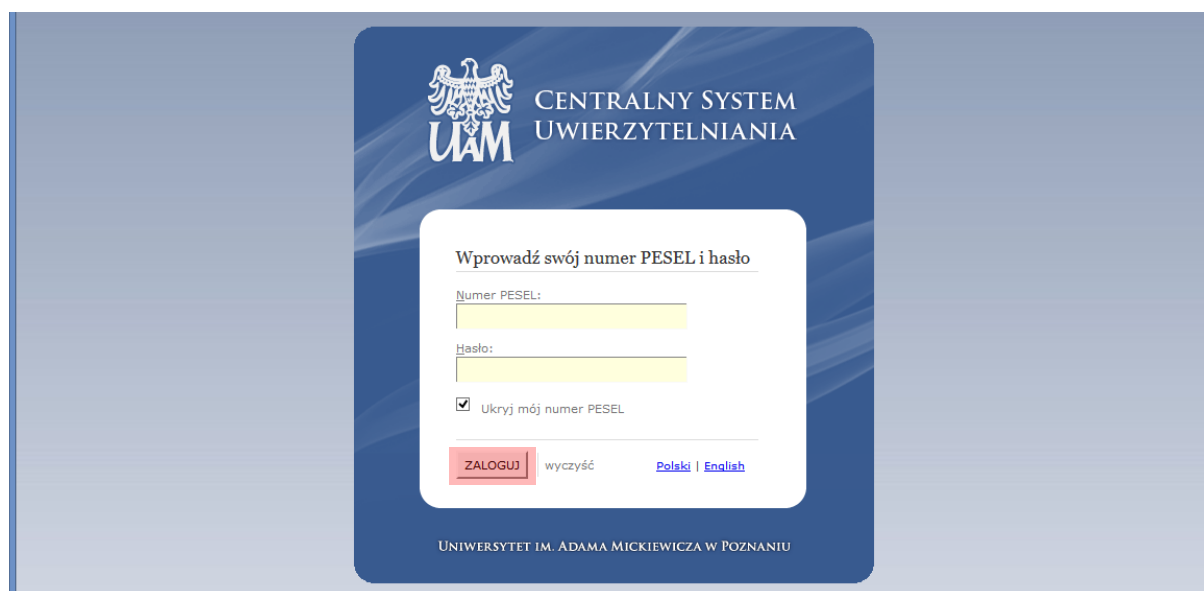 UAM
CENTRALNY SYSTEM
UWIERZYTELNIANIA
Wprowadź swój numer PESEL i hasło
Numer PESEL:
Hasło:
Ukryj mój numer PESEL
ZALOGUJ wyczyść Polski | English
UNIWERSYTET IM. ADAMA MICKIEWICZA W POZNANIU